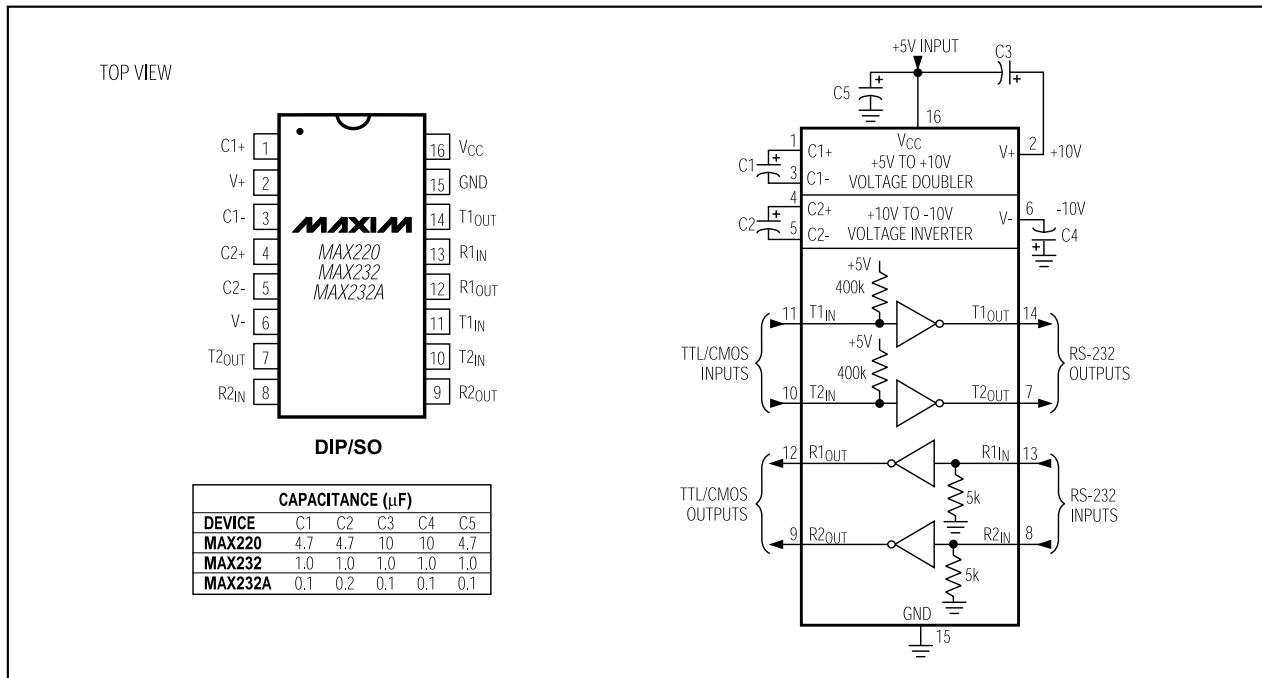 TOP VIEW
C1+ 1
V+ 2
C1- 3
C2+ 4
C2- 5
V- 6
T2OUT 7
R2IN 8
16 VCC
15 GND
14 T1OUT
13 R1IN
12 R1OUT
11 T1IN
10 T2IN
9 R2OUT
MAXIM
MAX220
MAX232
MAX232A
DIP/SO
CAPACITANCE (μF)
DEVICE C1 C2 C3 C4 C5
MAX220 4.7 4.7 10 10 4.7
MAX232 1.0 1.0 1.0 1.0 1.0
MAX232A 0.1 0.2 0.1 0.1 0.1
+5V INPUT
C3
+
C5
+
16
VCC
1
C1+
C1
+
3
C1-
+5V TO +10V
VOLTAGE DOUBLER
V+
2
+10V
4
C2+
C2
+
5
C2-
+10V TO -10V
VOLTAGE INVERTER
V-
6
-10V
C4
+
+5V
400k
11 T1IN
T1OUT 14
+5V
400k
10 T2IN
T2OUT 7
TTL/CMOS
INPUTS
RS-232
OUTPUTS
12 R1OUT
R1IN 13
5k
9 R2OUT
R2IN 8
5k
TTL/CMOS
OUTPUTS
RS-232
INPUTS
GND
15